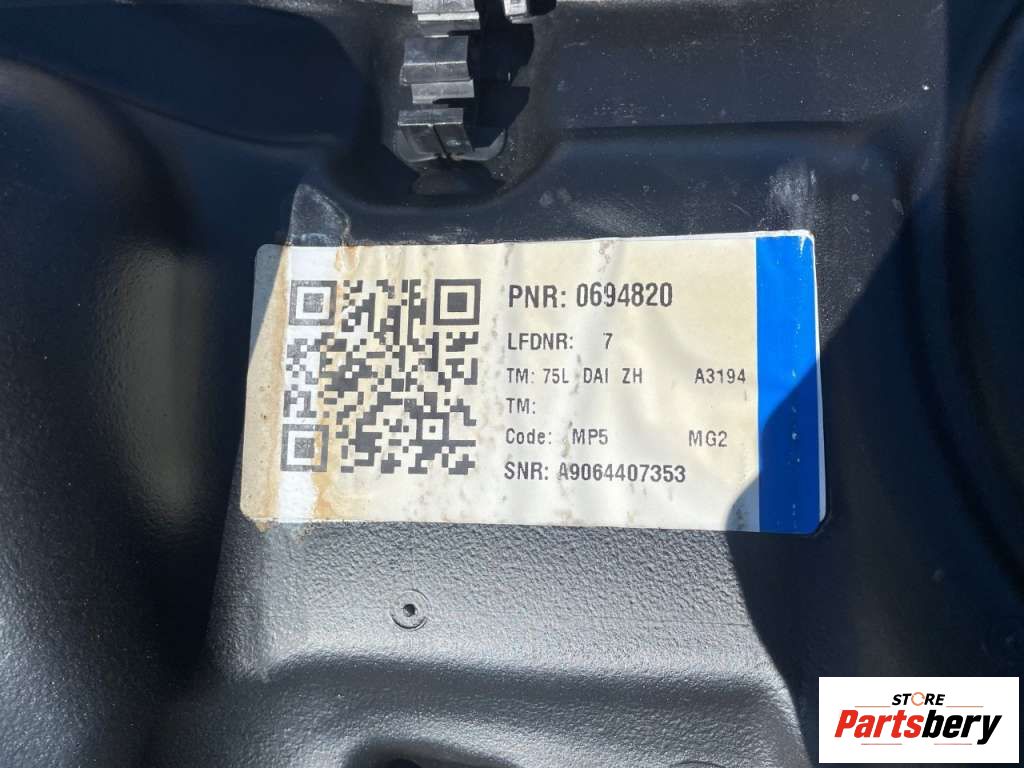 PNR: 0694820
LFDNR: 7
TM: 75L DAI ZH A3194
TM:
Code: MP5 MG2
SNR: A9064407353
STORE
Partsbery